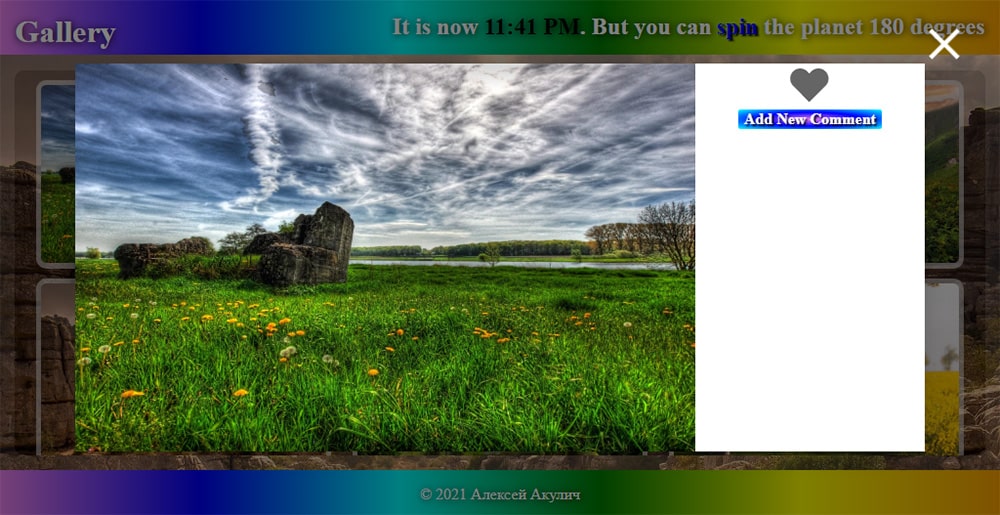 Gallery
It is now 11:41 PM. But you can spin the planet 180 degrees
Add New Comment
© 2021 Алексей Акулич